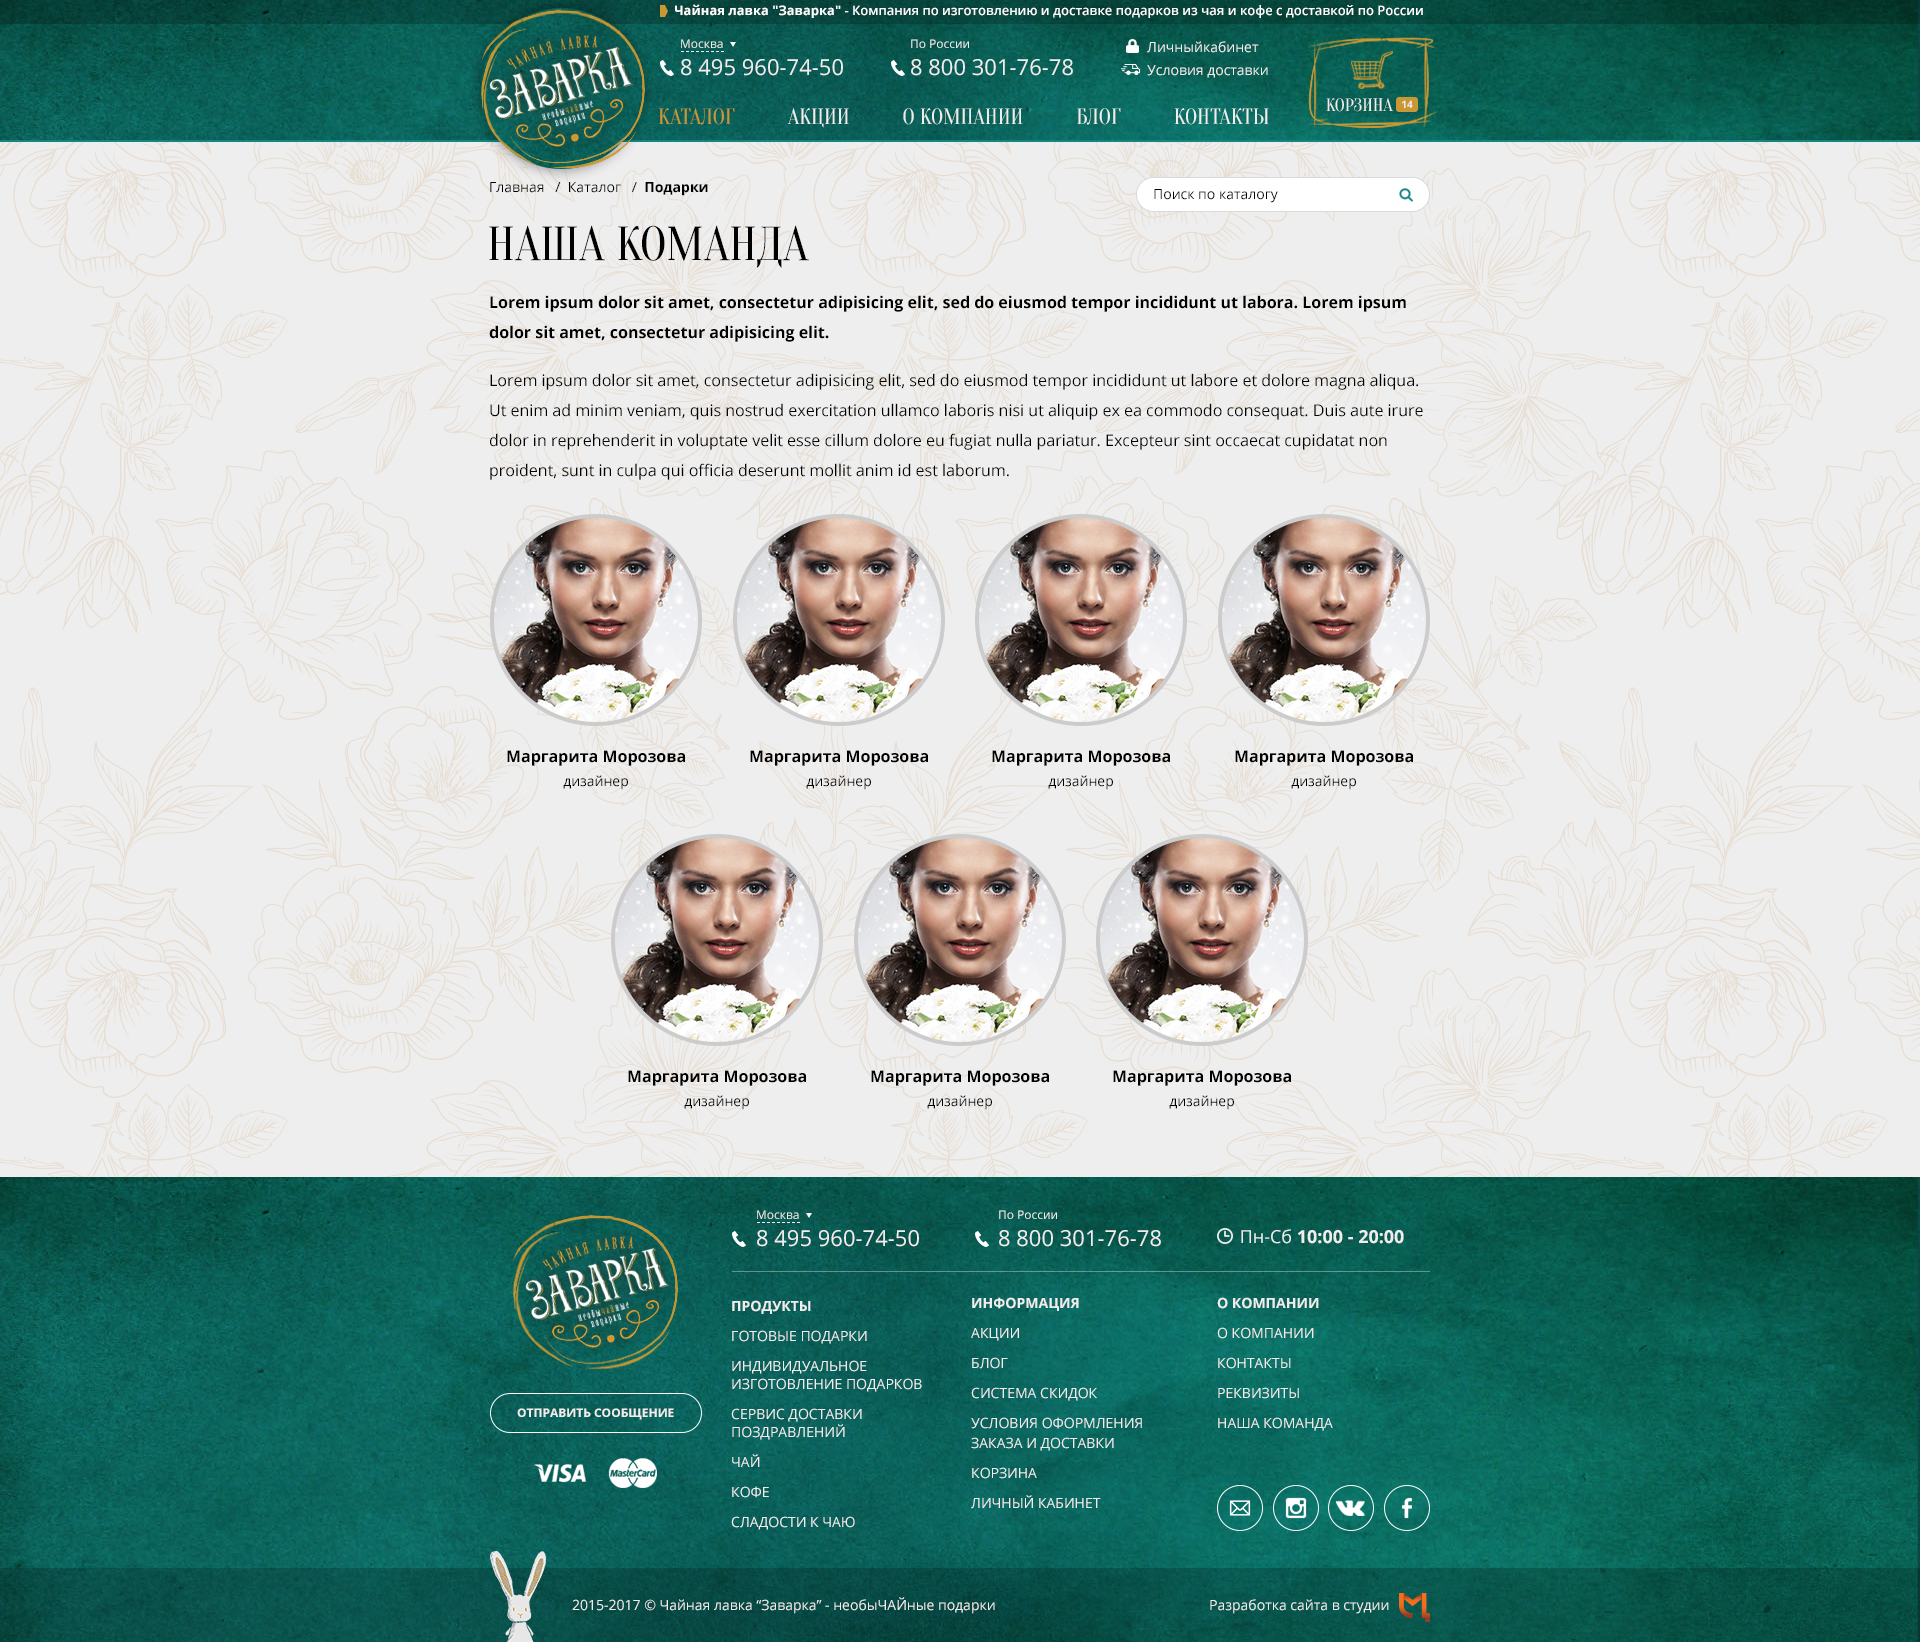 Чайная лавка "Заварка" - Компания по изготовлению и доставке подарков из чая и кофе с доставкой по России
ЧАЙНАЯ ЛАВКА
ЗАВАРКА
необыЧАЙные
подарки
Москва
8 495 960-74-50
По России
8 800 301-76-78
Личныйкабинет
Условия доставки
КОРЗИНА 14
КАТАЛОГ АКЦИИ О КОМПАНИИ БЛОГ КОНТАКТЫ
Главная / Каталог / Подарки
Поиск по каталогу
НАША КОМАНДА
Lorem ipsum dolor sit amet, consectetur adipisicing elit, sed do eiusmod tempor incididunt ut labora. Lorem ipsum
dolor sit amet, consectetur adipisicing elit.
Lorem ipsum dolor sit amet, consectetur adipisicing elit, sed do eiusmod tempor incididunt ut labore et dolore magna aliqua.
Ut enim ad minim veniam, quis nostrud exercitation ullamco laboris nisi ut aliquip ex ea commodo consequat. Duis aute irure
dolor in reprehenderit in voluptate velit esse cillum dolore eu fugiat nulla pariatur. Excepteur sint occaecat cupidatat non
proident, sunt in culpa qui officia deserunt mollit anim id est laborum.
Маргарита Морозова
дизайнер
Маргарита Морозова
дизайнер
Маргарита Морозова
дизайнер
Маргарита Морозова
дизайнер
Маргарита Морозова
дизайнер
Маргарита Морозова
дизайнер
Маргарита Морозова
дизайнер
ЧАЙНАЯ ЛАВКА
ЗАВАРКА
необыЧАЙные
подарки
ОТПРАВИТЬ СООБЩЕНИЕ
VISA
MasterCard
Москва
8 495 960-74-50
По России
8 800 301-76-78
Пн-Сб 10:00 - 20:00
ПРОДУКТЫ
ГОТОВЫЕ ПОДАРКИ
ИНДИВИДУАЛЬНОЕ
ИЗГОТОВЛЕНИЕ ПОДАРКОВ
СЕРВИС ДОСТАВКИ
ПОЗДРАВЛЕНИЙ
ЧАЙ
КОФЕ
СЛАДОСТИ К ЧАЮ
ИНФОРМАЦИЯ
АКЦИИ
БЛОГ
СИСТЕМА СКИДОК
УСЛОВИЯ ОФОРМЛЕНИЯ
ЗАКАЗА И ДОСТАВКИ
КОРЗИНА
ЛИЧНЫЙ КАБИНЕТ
О КОМПАНИИ
О КОМПАНИИ
КОНТАКТЫ
РЕКВИЗИТЫ
НАША КОМАНДА
2015-2017 © Чайная лавка “Заварка” - необыЧАЙные подарки
Разработка сайта в студии